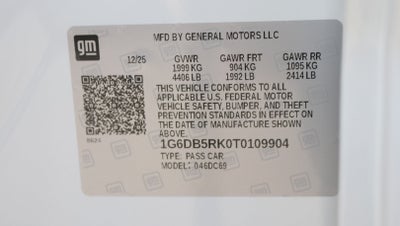 gm
MFD BY GENERAL MOTORS LLC
12/25 GVWR GAWR FRT GAWR RR
1999 KG 904 KG 1095 KG
4406 LB 1992 LB 2414 LB
THIS VEHICLE CONFORMS TO ALL
APPLICABLE U.S. FEDERAL MOTOR
VEHICLE SAFETY, BUMPER, AND THEFT
PREVENTION STANDARDS IN EFFECT ON
THE DATE OF MANUFACTURE SHOWN
ABOVE.
1G6DB5RK0T0109904
TYPE: PASS CAR
MODEL: 046DC69